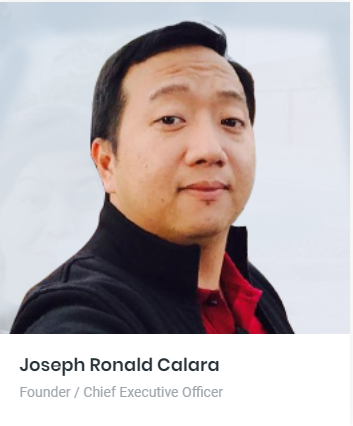 Joseph Ronald Calara
Founder / Chief Executive Officer